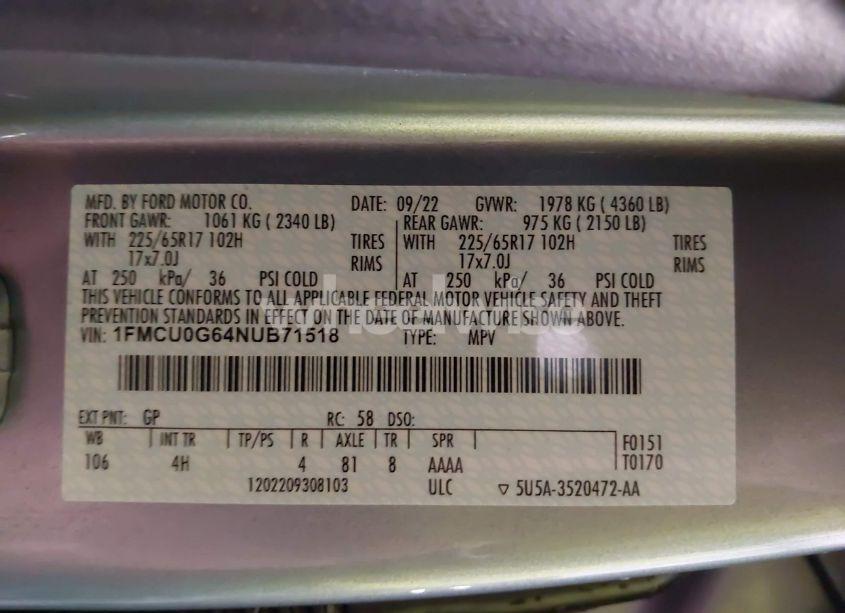 MFD. BY FORD MOTOR CO. DATE: 09/22 GVWR: 1978 KG ( 4360 LB)
FRONT GAWR: 1061 KG ( 2340 LB) REAR GAWR: 975 KG ( 2150 LB)
WITH 225/65R17 102H TIRES WITH 225/65R17 102H TIRES
17x7.0J RIMS 17x7.0J RIMS
AT 250 kPa/ 36 PSI COLD AT 250 kPa/ 36 PSI COLD
THIS VEHICLE CONFORMS TO ALL APPLICABLE FEDERAL MOTOR VEHICLE SAFETY AND THEFT
PREVENTION STANDARDS IN EFFECT ON THE DATE OF MANUFACTURE SHOWN ABOVE.
VIN: 1FMCU0G64NUB71518 TYPE: MPV
EXT PNT: GP RC: 58 DSO:
WB INT TR TP/PS R AXLE TR SPR F0151
106 4H 4 81 8 AAAA T0170
1202209308103 ULC ▽ 5U5A-3520472-AA